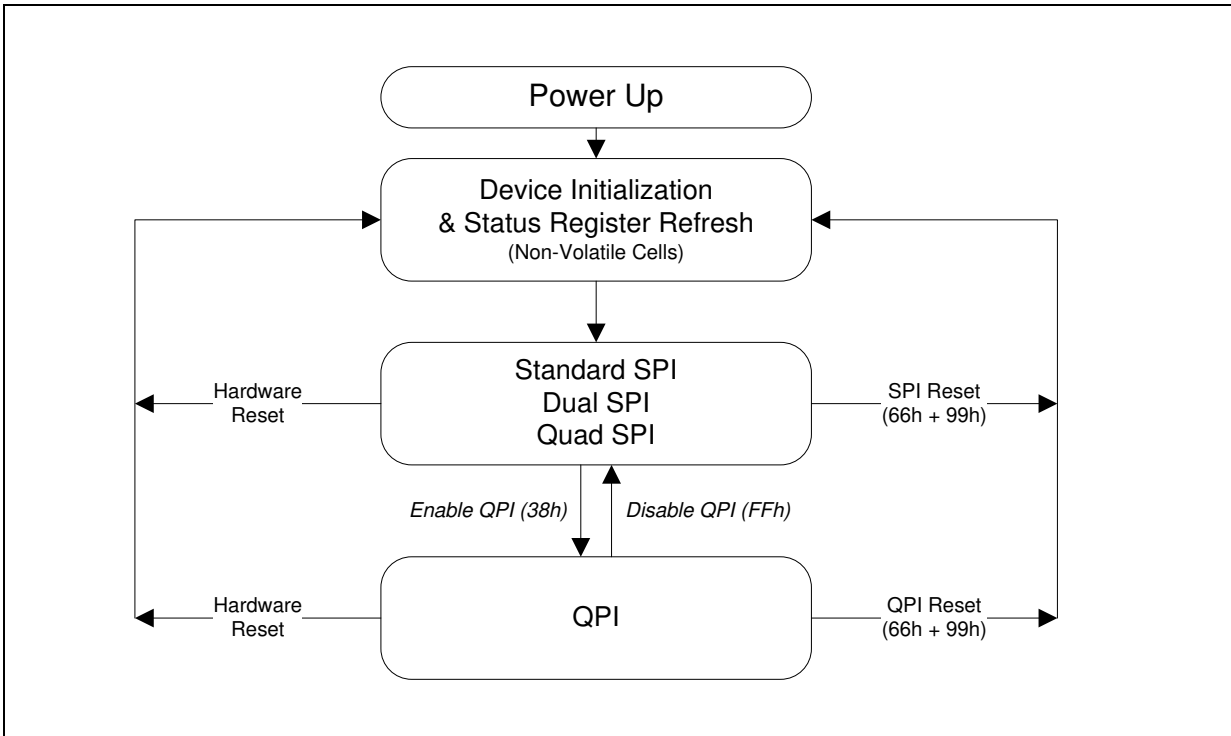 Power Up
Device Initialization
& Status Register Refresh
(Non-Volatile Cells)
Standard SPI
Dual SPI
Quad SPI
Hardware
Reset
SPI Reset
(66h + 99h)
Enable QPI (38h)
Disable QPI (FFh)
QPI
Hardware
Reset
QPI Reset
(66h + 99h)